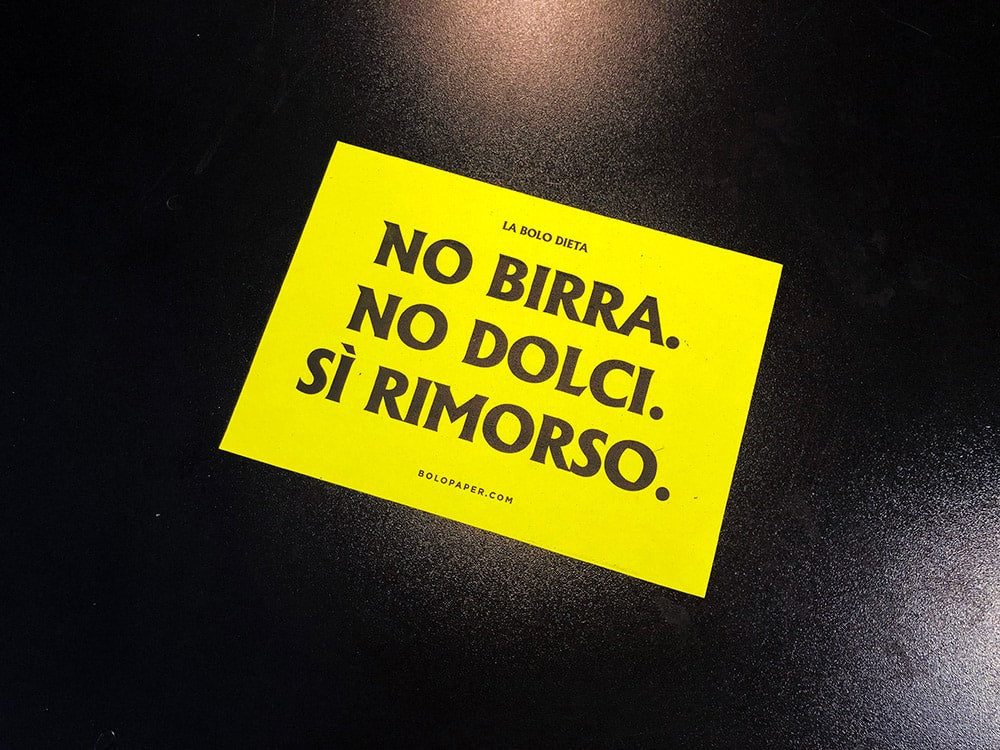 LA BOLO DIETA
NO BIRRA.
NO DOLCI.
SÌ RIMORSO.
BOLOPAPER.COM